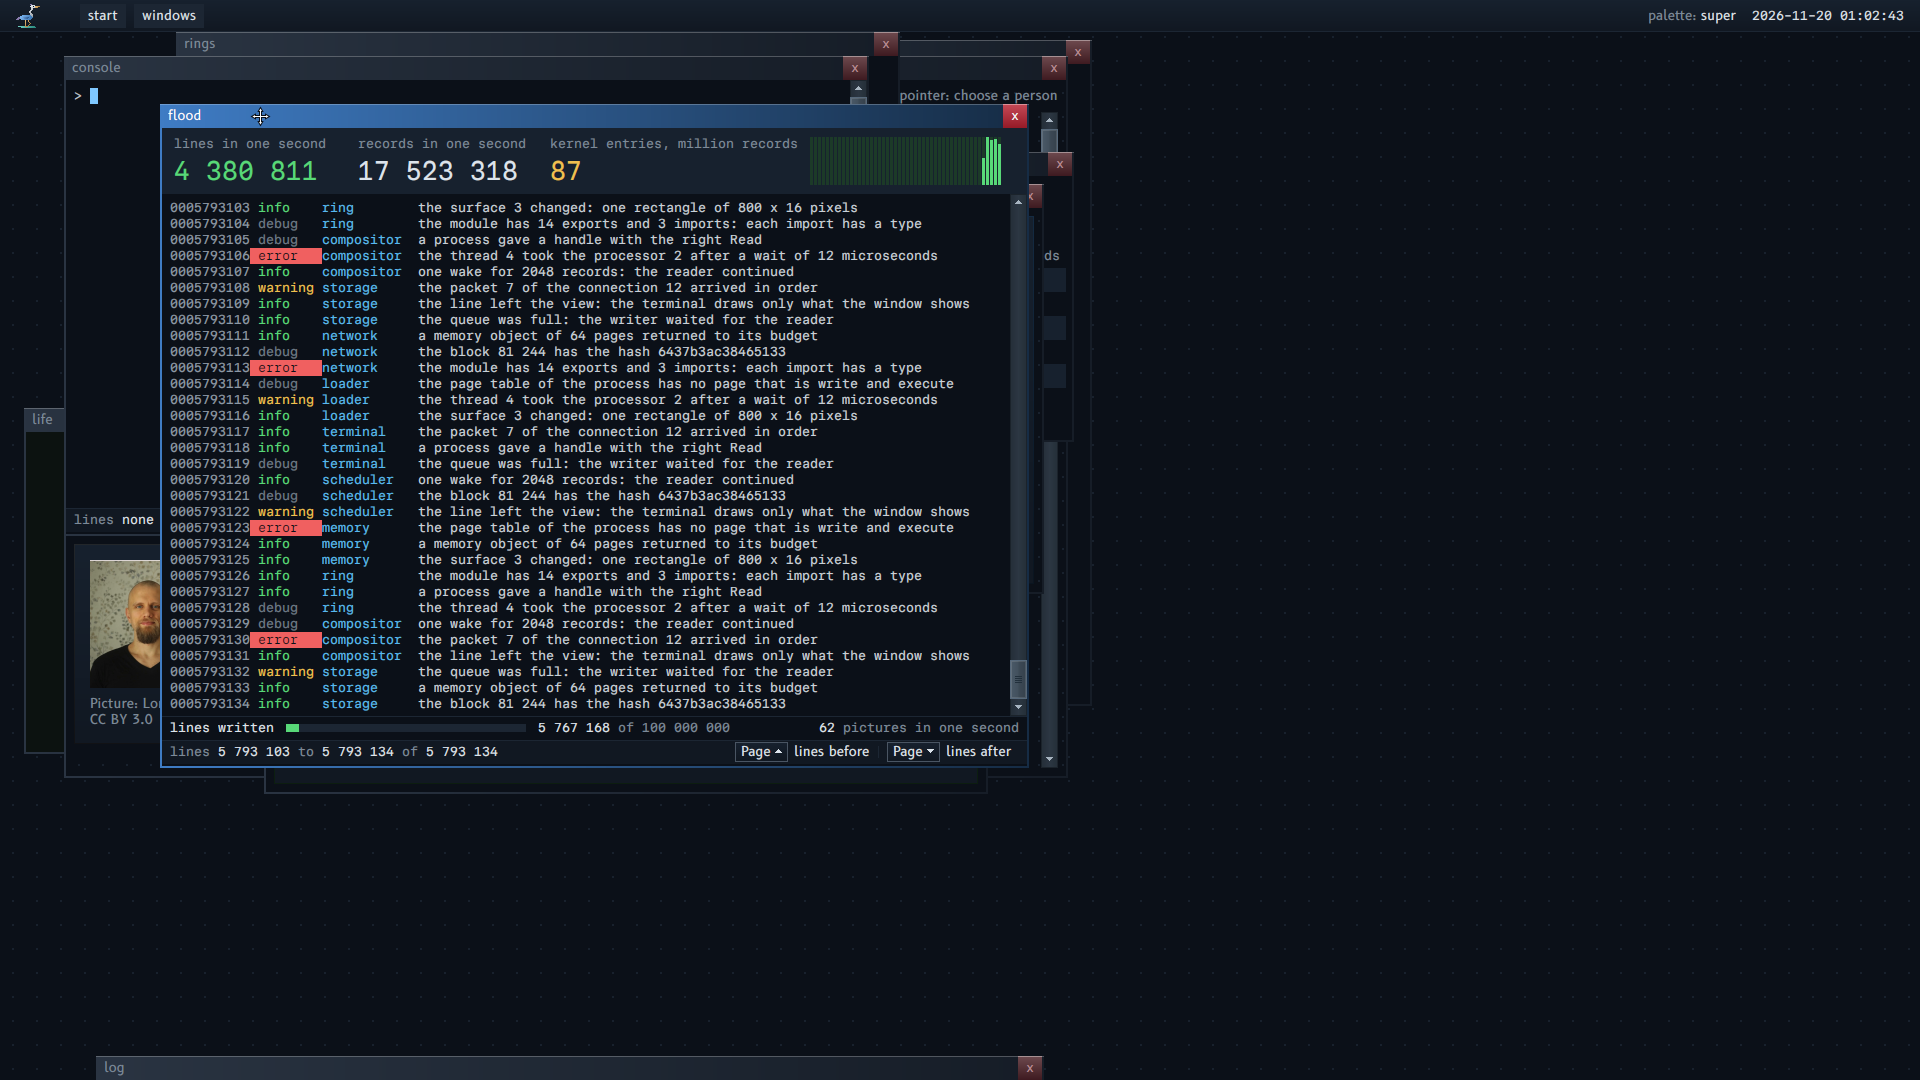 start windows palette: super 2026-11-20 01:02:43
rings x
x
console x
x
> pointer: choose a person
flood x
lines in one second records in one second kernel entries, million records
4 380 811 17 523 318 87
x
x
ds
0005793103 info ring the surface 3 changed: one rectangle of 800 x 16 pixels
0005793104 debug ring the module has 14 exports and 3 imports: each import has a type
0005793105 debug compositor a process gave a handle with the right Read
0005793106 error compositor the thread 4 took the processor 2 after a wait of 12 microseconds
0005793107 info compositor one wake for 2048 records: the reader continued
0005793108 warning storage the packet 7 of the connection 12 arrived in order
0005793109 info storage the line left the view: the terminal draws only what the window shows
0005793110 info storage the queue was full: the writer waited for the reader
0005793111 info network a memory object of 64 pages returned to its budget
0005793112 debug network the block 81 244 has the hash 6437b3ac38465133
0005793113 error network the module has 14 exports and 3 imports: each import has a type
0005793114 debug loader the page table of the process has no page that is write and execute
0005793115 warning loader the thread 4 took the processor 2 after a wait of 12 microseconds
0005793116 info loader the surface 3 changed: one rectangle of 800 x 16 pixels
0005793117 info terminal the packet 7 of the connection 12 arrived in order
0005793118 info terminal a process gave a handle with the right Read
0005793119 debug terminal the queue was full: the writer waited for the reader
0005793120 info scheduler one wake for 2048 records: the reader continued
0005793121 debug scheduler the block 81 244 has the hash 6437b3ac38465133
0005793122 warning scheduler the line left the view: the terminal draws only what the window shows
0005793123 error memory the page table of the process has no page that is write and execute
0005793124 info memory a memory object of 64 pages returned to its budget
0005793125 info memory the surface 3 changed: one rectangle of 800 x 16 pixels
0005793126 info ring the module has 14 exports and 3 imports: each import has a type
0005793127 info ring a process gave a handle with the right Read
0005793128 debug ring the thread 4 took the processor 2 after a wait of 12 microseconds
0005793129 debug compositor one wake for 2048 records: the reader continued
0005793130 error compositor the packet 7 of the connection 12 arrived in order
0005793131 info compositor the line left the view: the terminal draws only what the window shows
0005793132 warning storage the queue was full: the writer waited for the reader
0005793133 info storage a memory object of 64 pages returned to its budget
0005793134 info storage the block 81 244 has the hash 6437b3ac38465133
lines written 5 767 168 of 100 000 000 62 pictures in one second
lines 5 793 103 to 5 793 134 of 5 793 134 Page lines before Page lines after
life
lines none
Picture: Lo
CC BY 3.0
log x